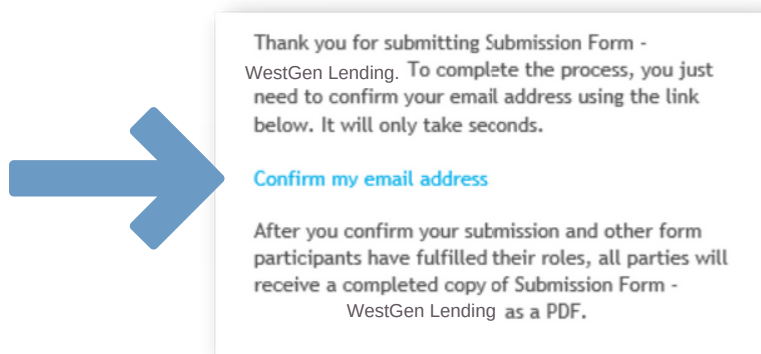 Thank you for submitting Submission Form -
WestGen Lending. To complete the process, you just
need to confirm your email address using the link
below. It will only take seconds.
Confirm my email address
After you confirm your submission and other form
participants have fulfilled their roles, all parties will
receive a completed copy of Submission Form -
WestGen Lending as a PDF.